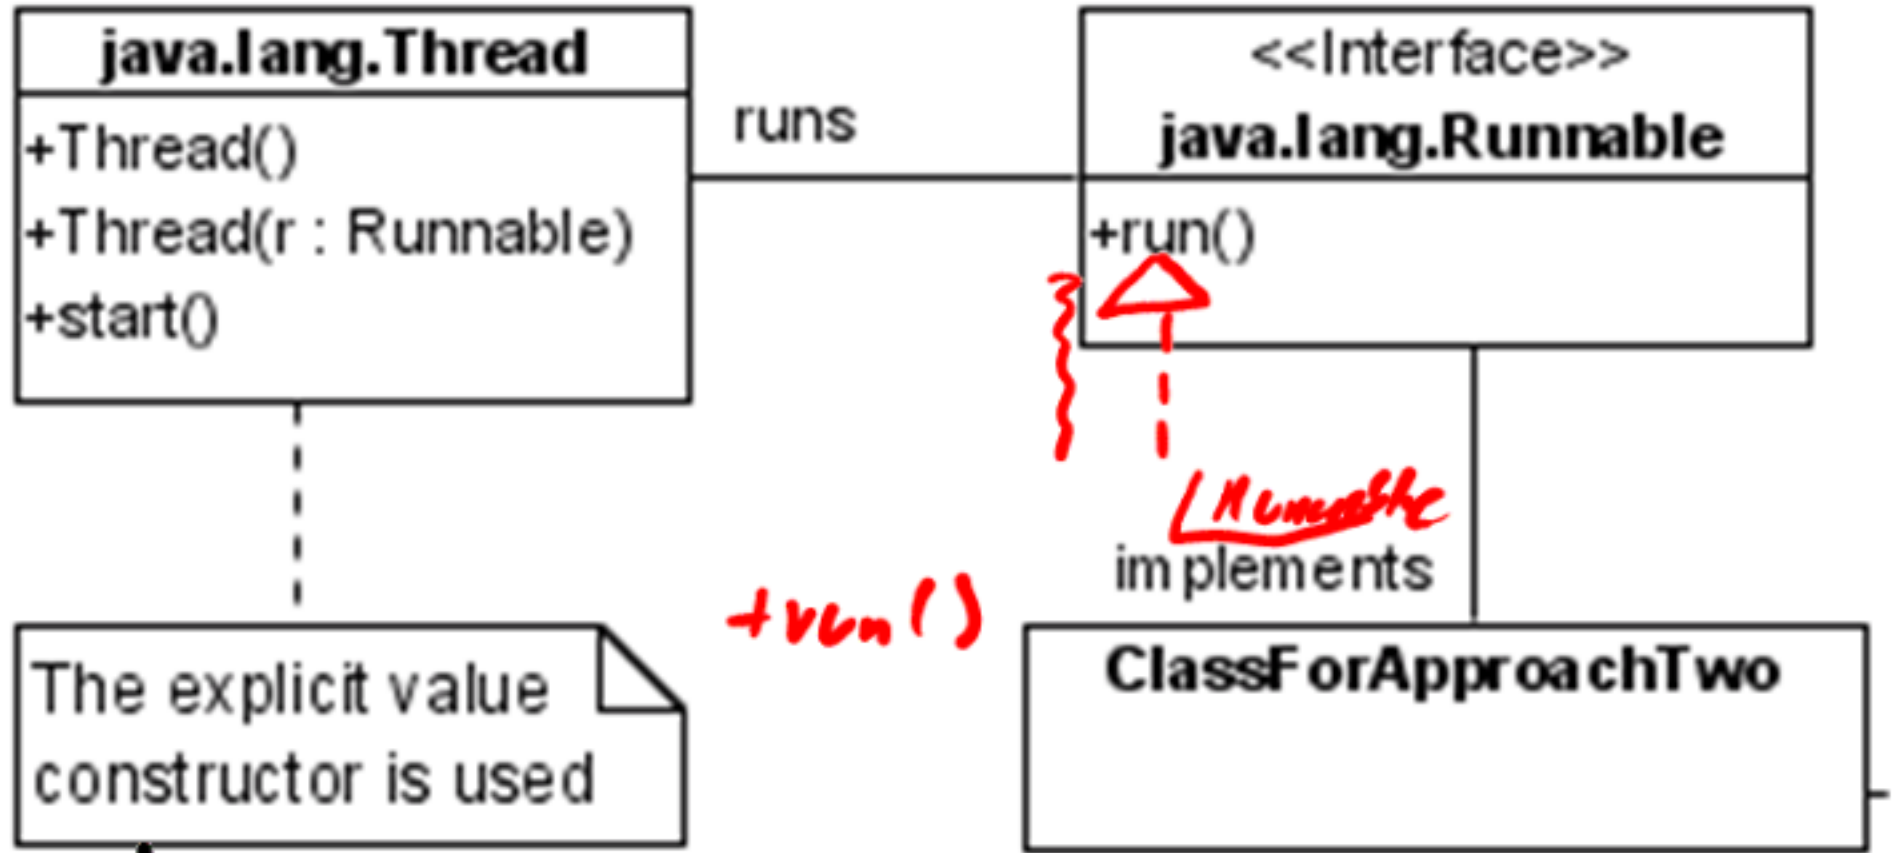 java.lang.Thread
+Thread()
+Thread(r : Runnable)
+start()
runs
<<Interface>>
java.lang.Runnable
+run()
Runnable
implements
+run()
ClassForApproachTwo
The explicit value
constructor is used